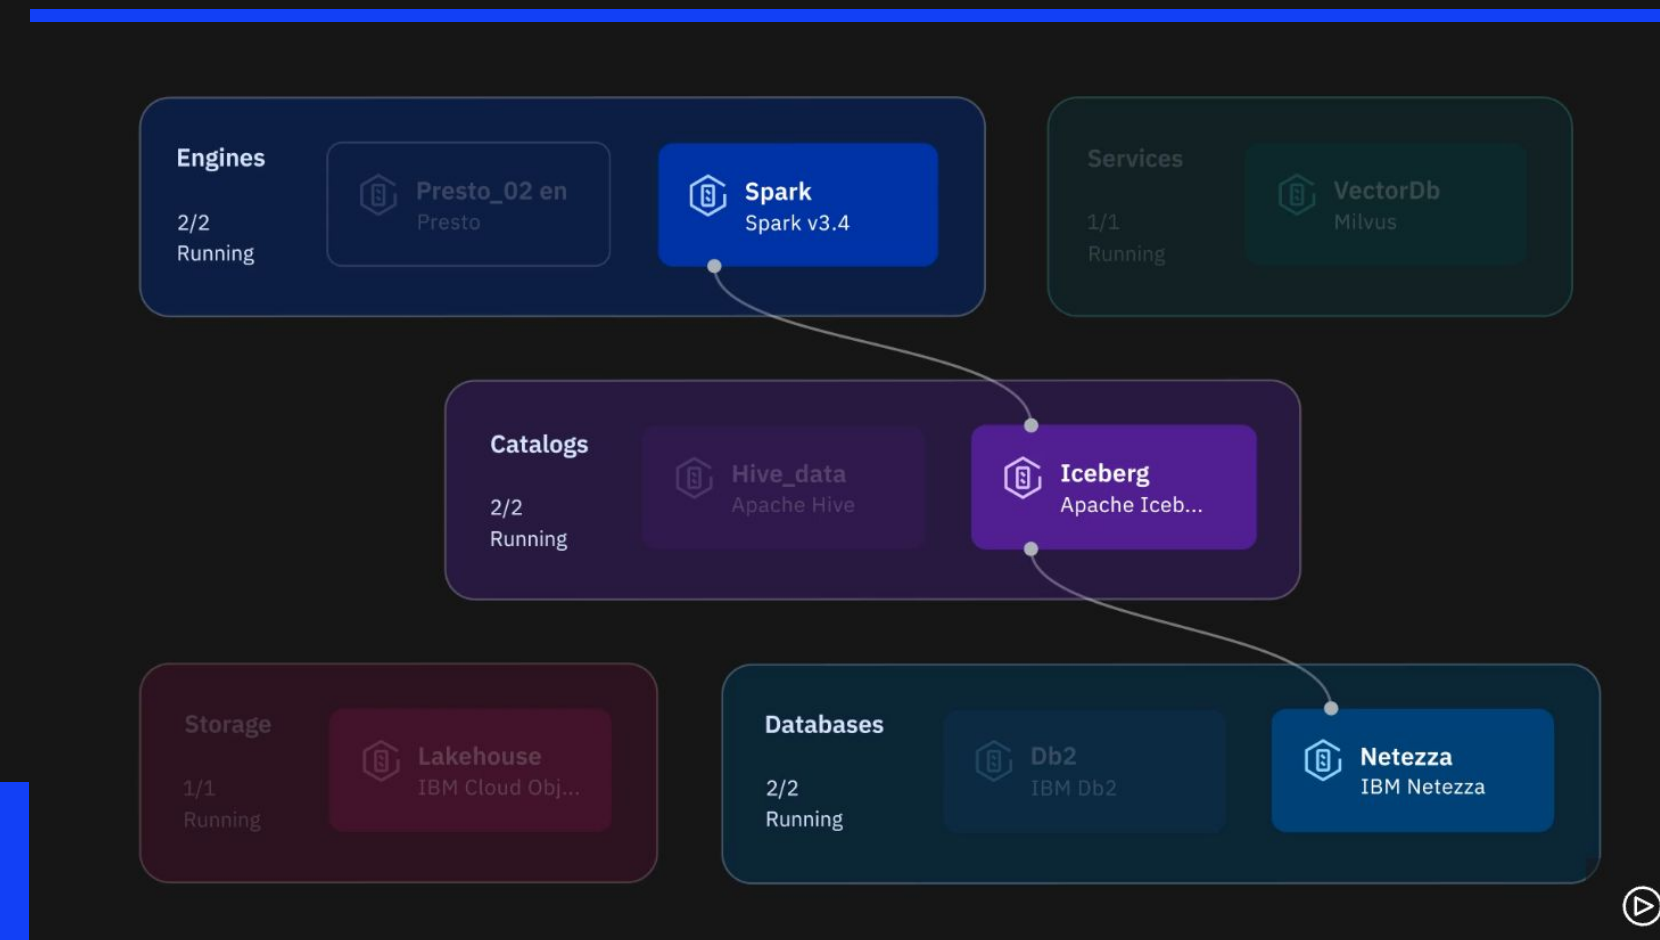 Engines
2/2
Running
Presto_02 en
Presto
Spark
Spark v3.4
Services
1/1
Running
VectorDb
Milvus
Catalogs
2/2
Running
Hive_data
Apache Hive
Iceberg
Apache Iceb...
Storage
1/1
Running
Lakehouse
IBM Cloud Obj...
Databases
2/2
Running
Db2
IBM Db2
Netezza
IBM Netezza